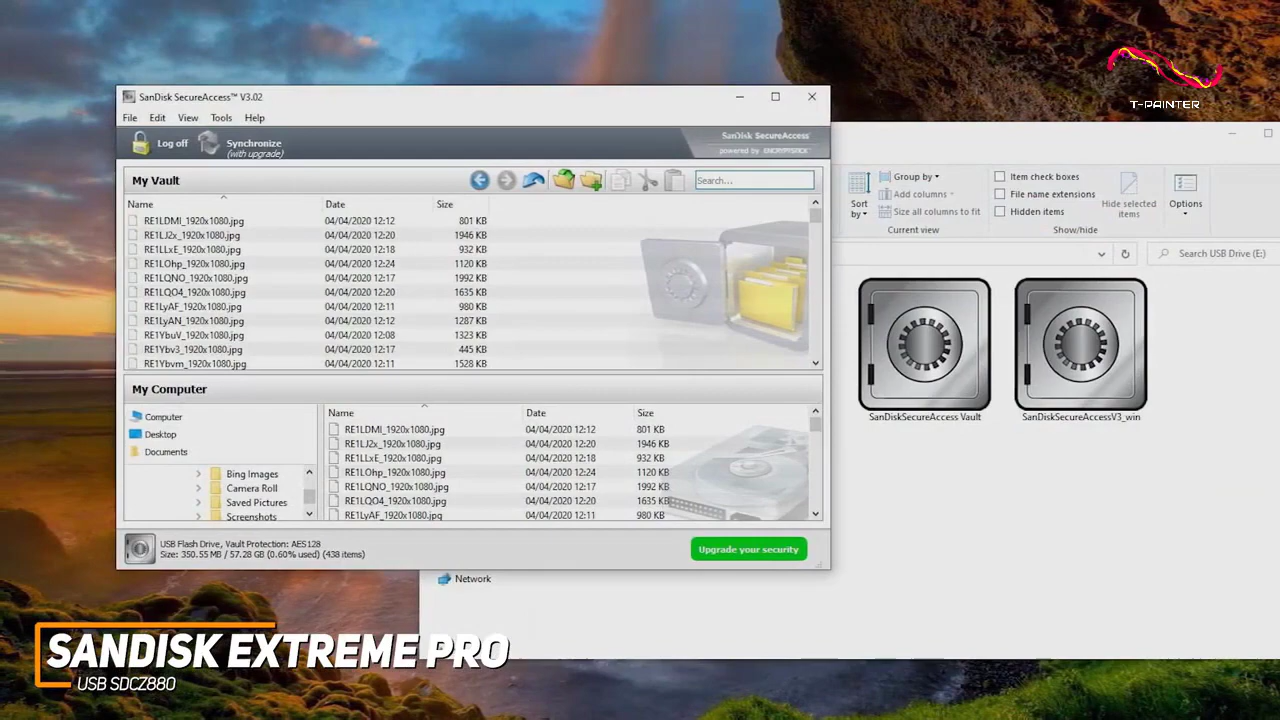 T-PAINTER
SanDisk SecureAccess™ V3.02
File Edit View Tools Help
Log off
Synchronize
(with upgrade)
SanDisk SecureAccess
powered by ENCRYPTSTICK
My Vault
Search...
Name Date Size
RE1LDMI_1920x1080.jpg 04/04/2020 12:12 801 KB
RE1LJ2x_1920x1080.jpg 04/04/2020 12:20 1946 KB
RE1LLxE_1920x1080.jpg 04/04/2020 12:18 932 KB
RE1LOhp_1920x1080.jpg 04/04/2020 12:24 1120 KB
RE1LQNO_1920x1080.jpg 04/04/2020 12:17 1992 KB
RE1LQO4_1920x1080.jpg 04/04/2020 12:20 1635 KB
RE1LyAF_1920x1080.jpg 04/04/2020 12:11 980 KB
RE1LyAN_1920x1080.jpg 04/04/2020 12:12 1287 KB
RE1YbuV_1920x1080.jpg 04/04/2020 12:08 1323 KB
RE1Ybv3_1920x1080.jpg 04/04/2020 12:17 445 KB
RE1Ybvm_1920x1080.jpg 04/04/2020 12:11 1528 KB
My Computer
Computer
Desktop
Documents
Bing Images
Camera Roll
Saved Pictures
Screenshots
Name Date Size
RE1LDMI_1920x1080.jpg 04/04/2020 12:12 801 KB
RE1LJ2x_1920x1080.jpg 04/04/2020 12:20 1946 KB
RE1LLxE_1920x1080.jpg 04/04/2020 12:18 932 KB
RE1LOhp_1920x1080.jpg 04/04/2020 12:24 1120 KB
RE1LQNO_1920x1080.jpg 04/04/2020 12:17 1992 KB
RE1LQO4_1920x1080.jpg 04/04/2020 12:20 1635 KB
RE1LyAF_1920x1080.jpg 04/04/2020 12:11 980 KB
USB Flash Drive, Vault Protection: AES128
Size: 350.55 MB / 57.28 GB (0.60% used) (438 items)
Upgrade your security
Sort
by
Group by
Add columns
Size all columns to fit
Current view
Item check boxes
File name extensions
Hidden items
Hide selected
items
Show/hide
Options
Search USB Drive (E:)
SanDiskSecureAccess Vault
SanDiskSecureAccessV3_win
Network
SANDISK EXTREME PRO
USB SDCZ880